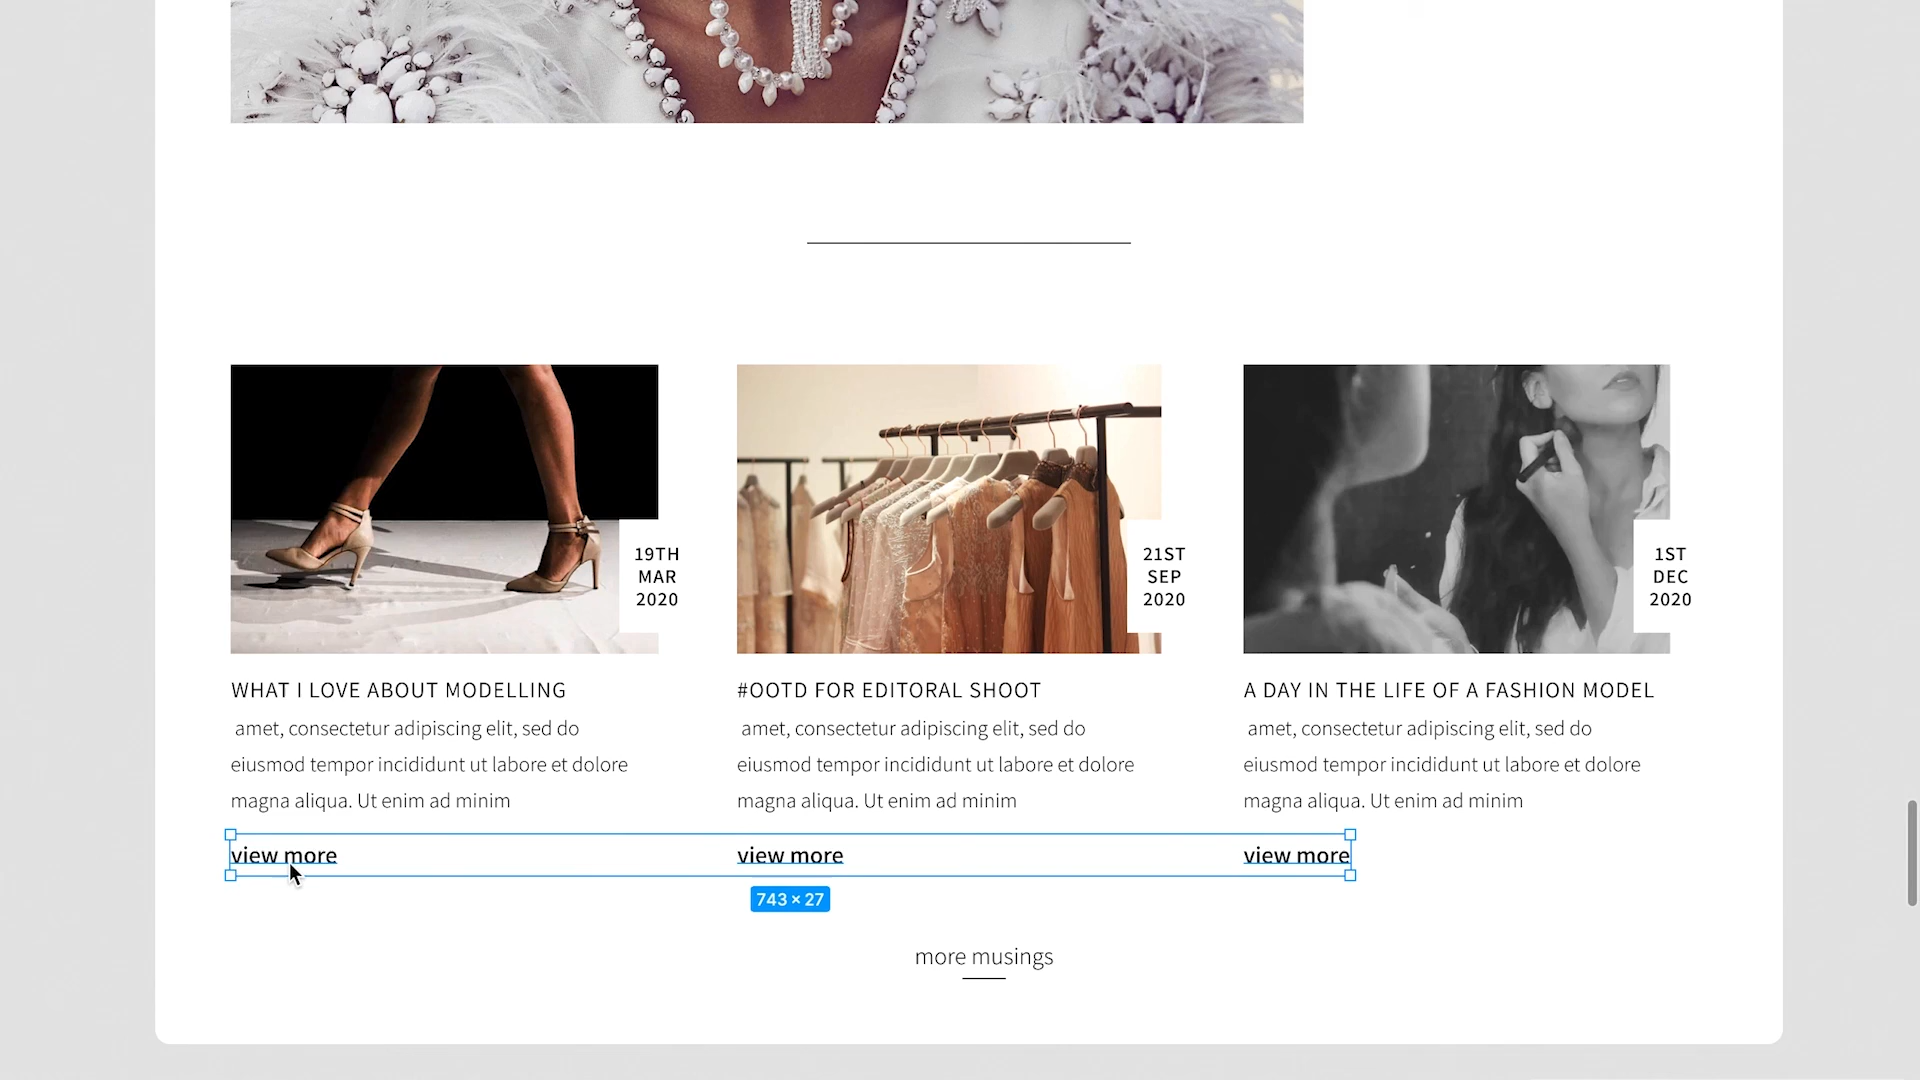 19TH
MAR
2020
21ST
SEP
2020
1ST
DEC
2020
WHAT I LOVE ABOUT MODELLING
amet, consectetur adipiscing elit, sed do
eiusmod tempor incididunt ut labore et dolore
magna aliqua. Ut enim ad minim
view more
#OOTD FOR EDITORAL SHOOT
amet, consectetur adipiscing elit, sed do
eiusmod tempor incididunt ut labore et dolore
magna aliqua. Ut enim ad minim
view more
A DAY IN THE LIFE OF A FASHION MODEL
amet, consectetur adipiscing elit, sed do
eiusmod tempor incididunt ut labore et dolore
magna aliqua. Ut enim ad minim
view more
743 × 27
more musings